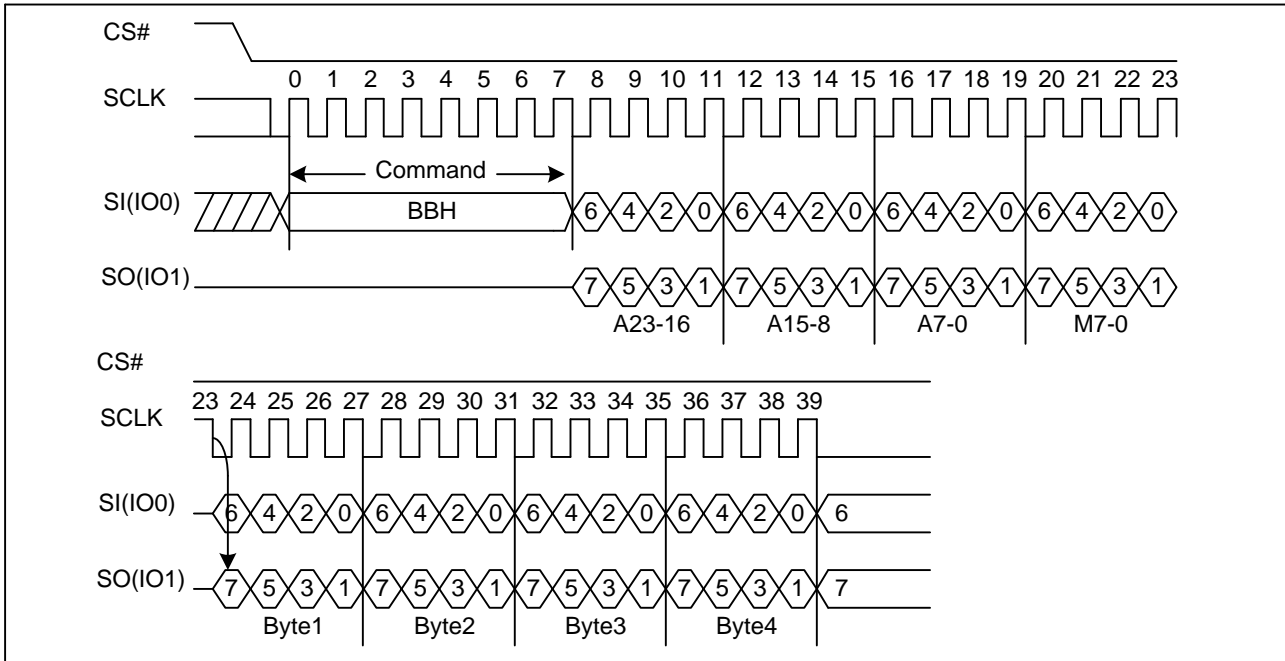 CS#
0 1 2 3 4 5 6 7 8 9 10 11 12 13 14 15 16 17 18 19 20 21 22 23
SCLK
Command
SI(IO0) BBH 6 4 2 0 6 4 2 0 6 4 2 0 6 4 2 0
SO(IO1) 7 5 3 1 7 5 3 1 7 5 3 1 7 5 3 1
A23-16 A15-8 A7-0 M7-0
CS#
23 24 25 26 27 28 29 30 31 32 33 34 35 36 37 38 39
SCLK
SI(IO0) 6 4 2 0 6 4 2 0 6 4 2 0 6 4 2 0 6
SO(IO1) 7 5 3 1 7 5 3 1 7 5 3 1 7 5 3 1 7
Byte1 Byte2 Byte3 Byte4